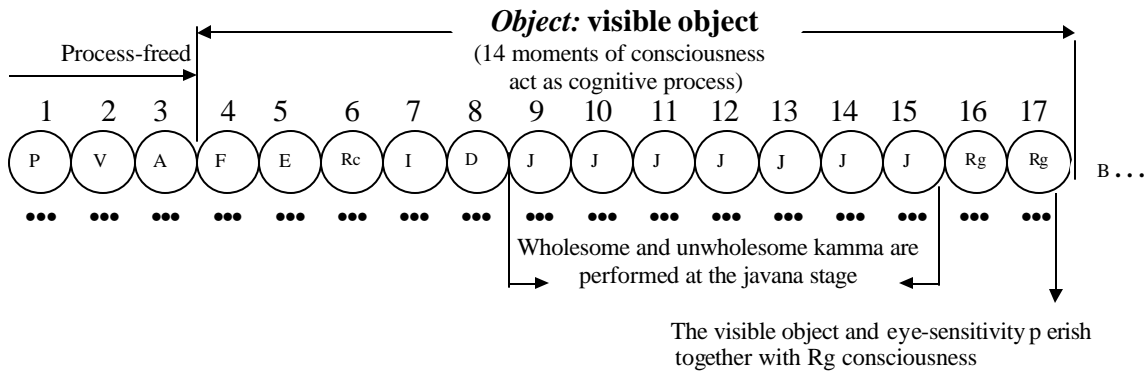 Object: visible object
Process-freed
(14 moments of consciousness
act as cognitive process)
1 2 3 4 5 6 7 8 9 10 11 12 13 14 15 16 17
P V A F E Rc I D J J J J J J J Rg Rg B...
Wholesome and unwholesome kamma are
performed at the javana stage
The visible object and eye-sensitivity p erish
together with Rg consciousness